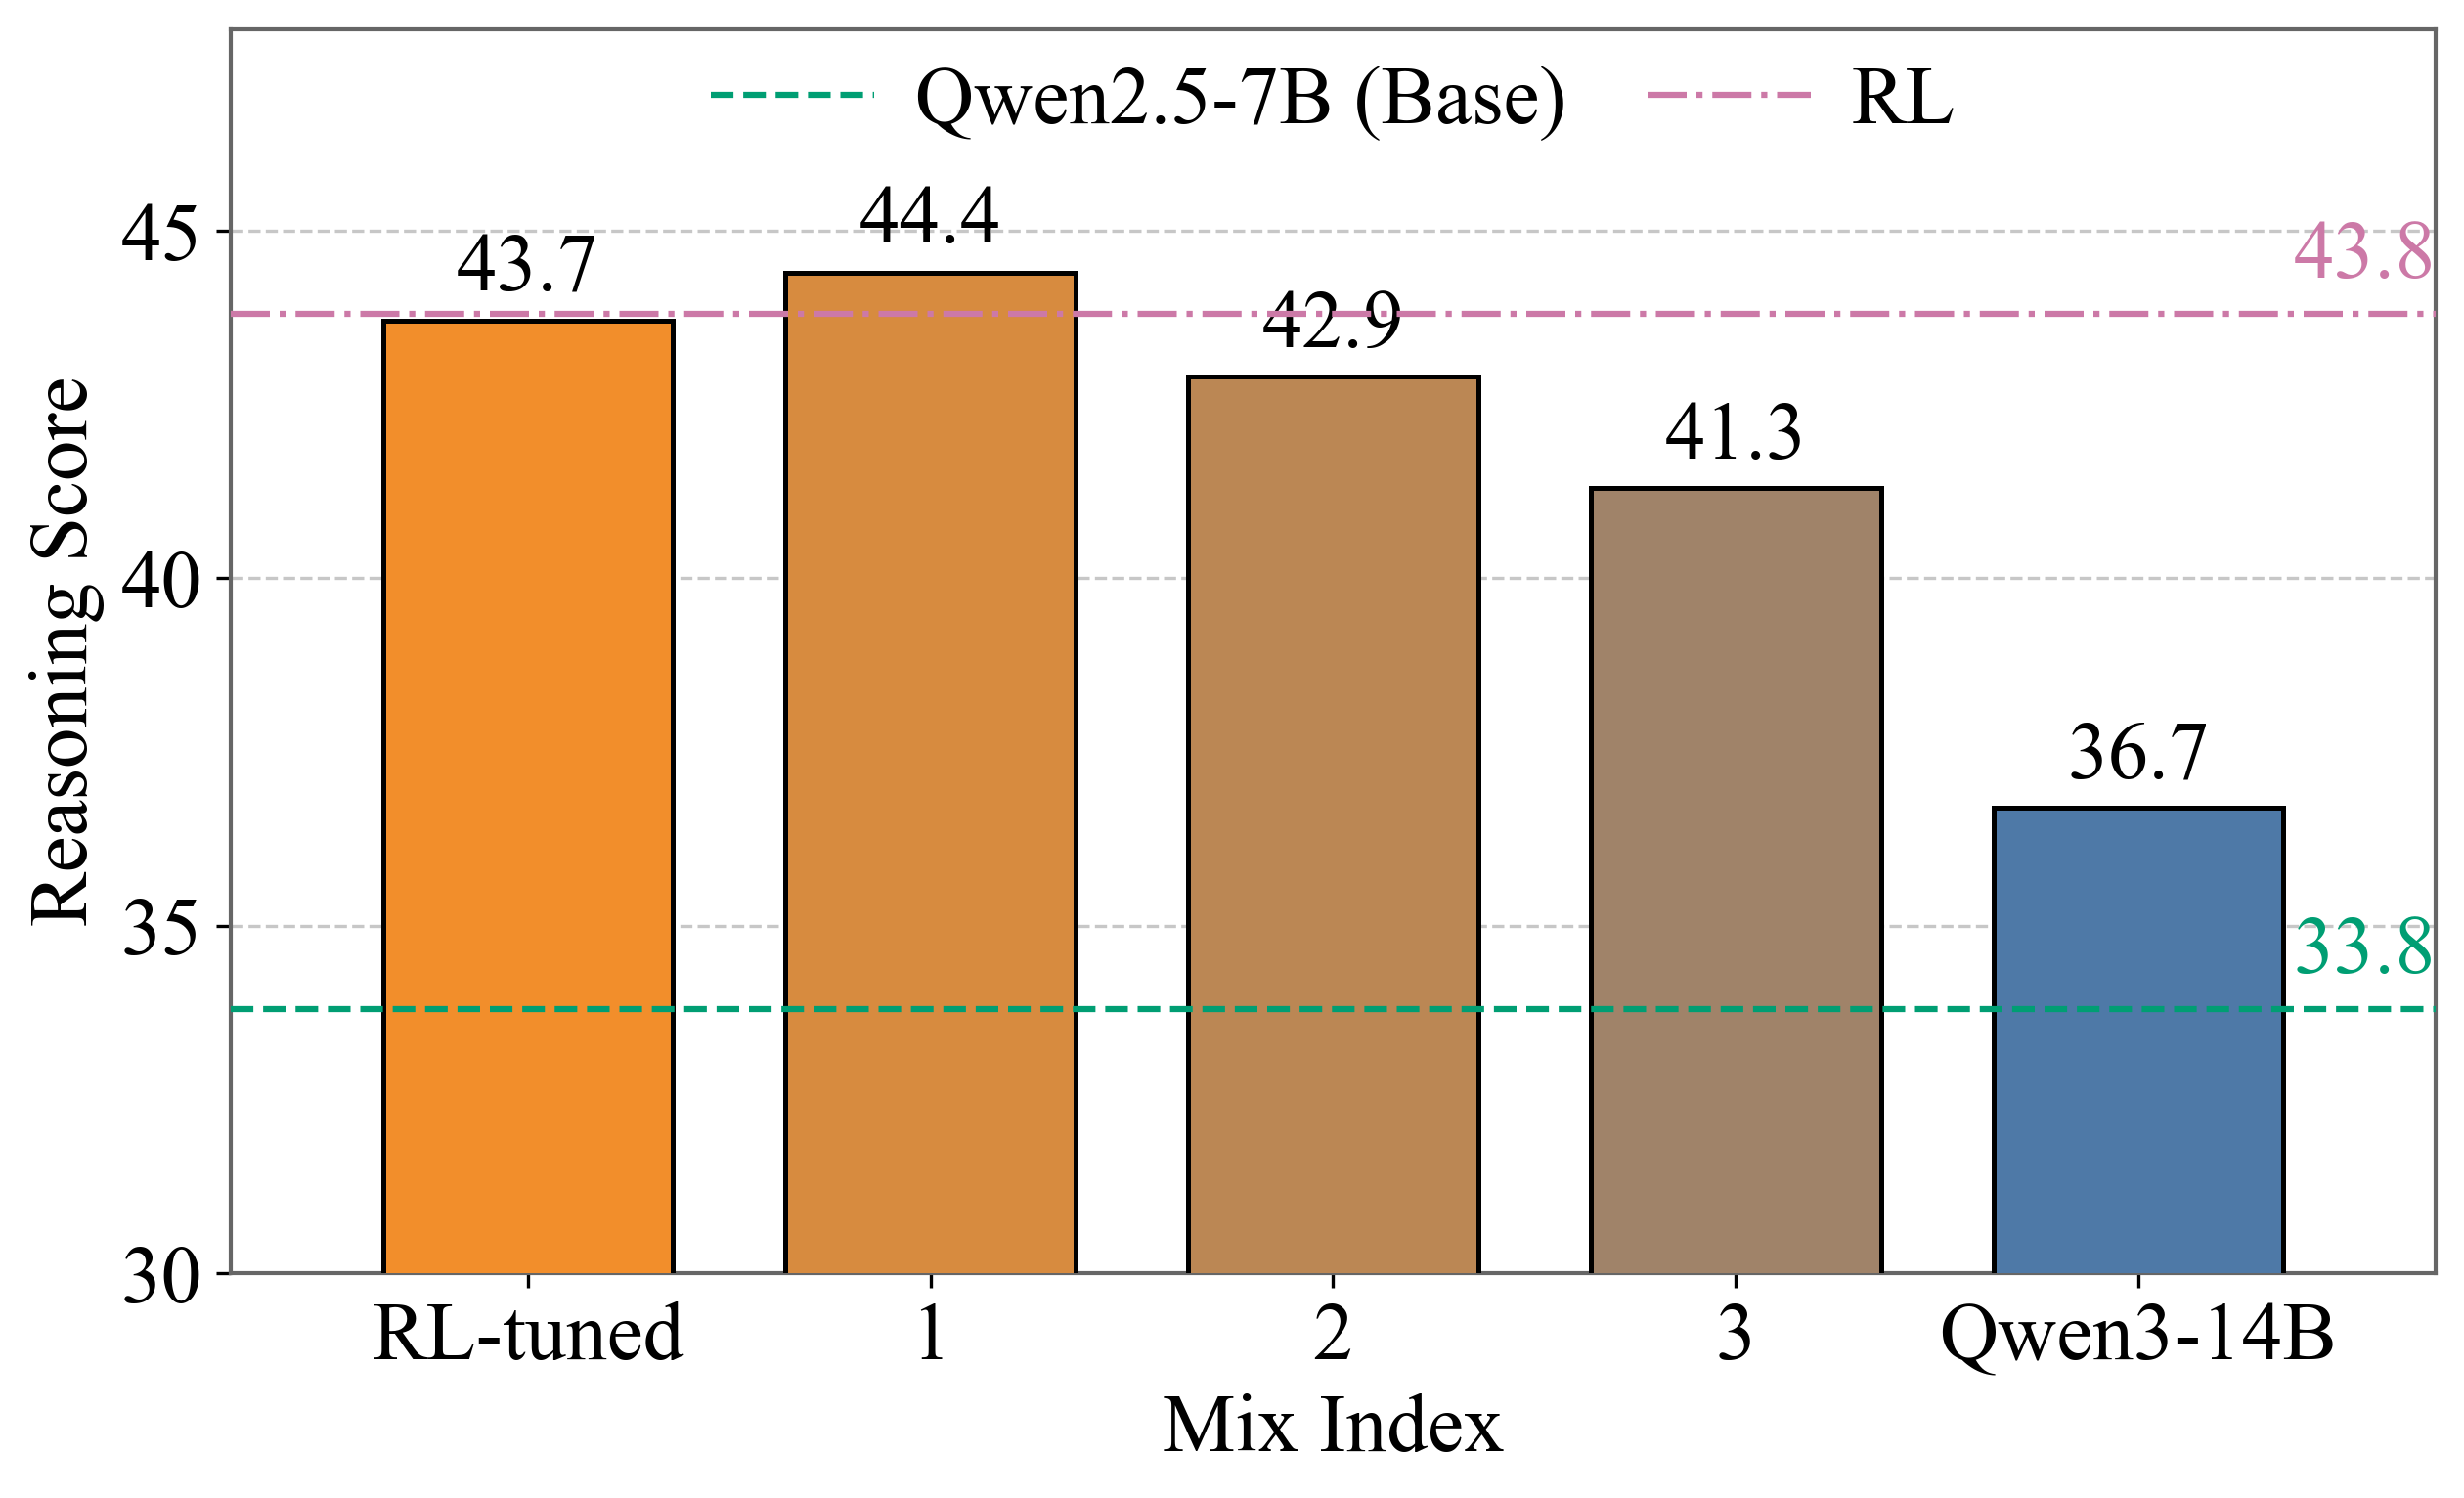 Qwen2.5-7B (Base) RL
Reasoning Score
45
40
35
30
43.7
44.4
42.9
41.3
36.7
43.8
33.8
RL-tuned 1 2 3 Qwen3-14B
Mix Index